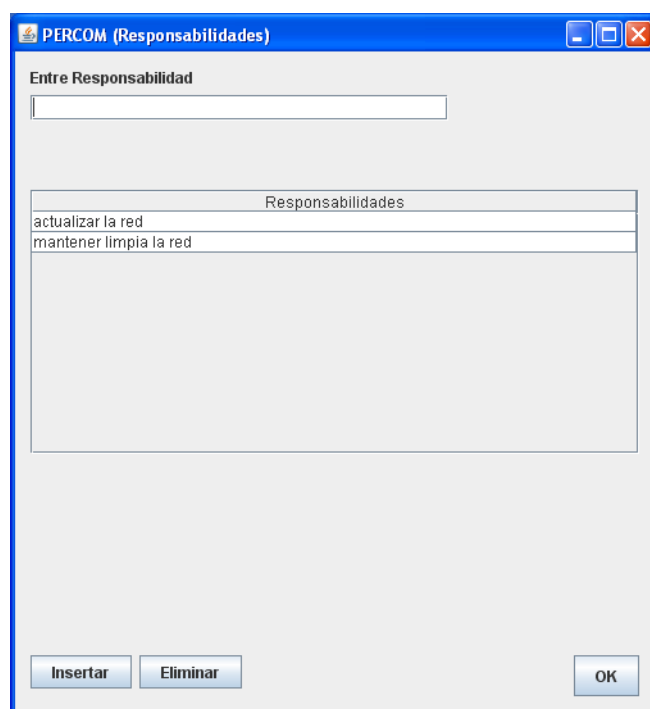 PERCOM (Responsabilidades)
Entre Responsabilidad
Responsabilidades
actualizar la red
mantener limpia la red
Insertar Eliminar OK